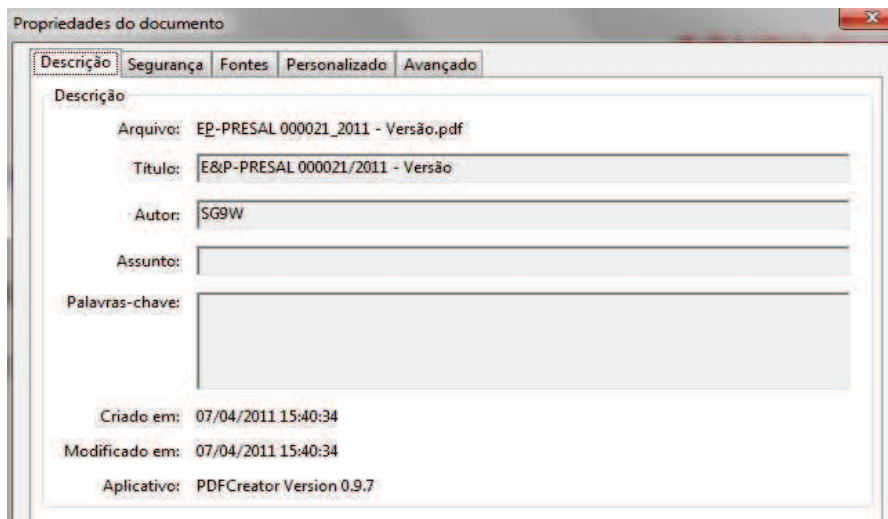 Propriedades do documento
Descrição Segurança Fontes Personalizado Avançado
Descrição
Arquivo: EP-PRESAL 000021_2011 - Versão.pdf
Título: E&P-PRESAL 000021/2011 - Versão
Autor: SG9W
Assunto:
Palavras-chave:
Criado em: 07/04/2011 15:40:34
Modificado em: 07/04/2011 15:40:34
Aplicativo: PDFCreator Version 0.9.7